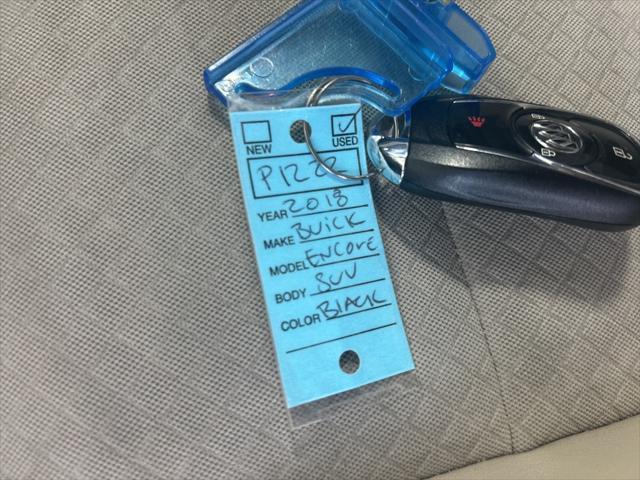 NEW USED
P1222
YEAR 2018
MAKE BUiCK
MODEL ENCOrE
BODY SUV
COLOR BlACK